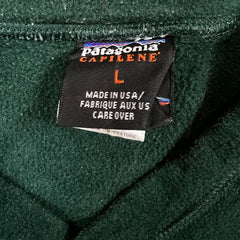 patagonia
CAPILENE
L
MADE IN USA/
FABRIQUE AUX US
CARE OVER